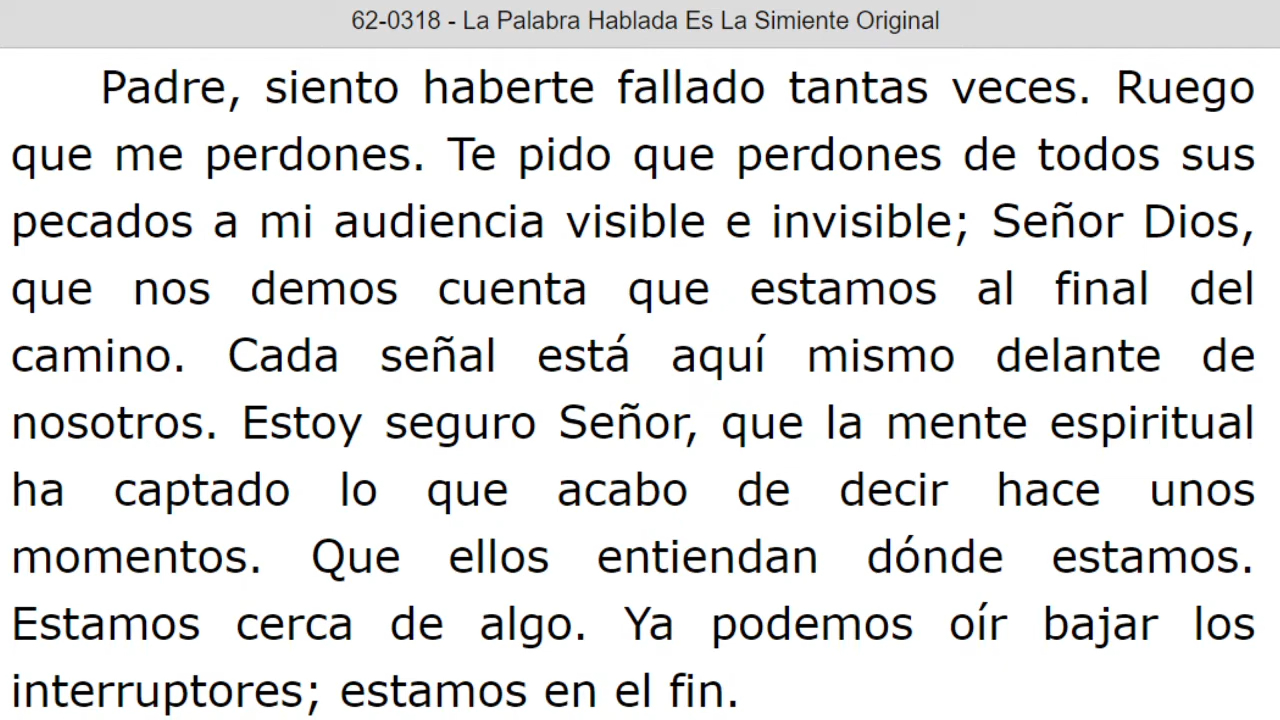 62-0318 - La Palabra Hablada Es La Simiente Original
Padre, siento haberte fallado tantas veces. Ruego
que me perdones. Te pido que perdones de todos sus
pecados a mi audiencia visible e invisible; Señor Dios,
que nos demos cuenta que estamos al final del
camino. Cada señal está aquí mismo delante de
nosotros. Estoy seguro Señor, que la mente espiritual
ha captado lo que acabo de decir hace unos
momentos. Que ellos entiendan dónde estamos.
Estamos cerca de algo. Ya podemos oír bajar los
interruptores; estamos en el fin.